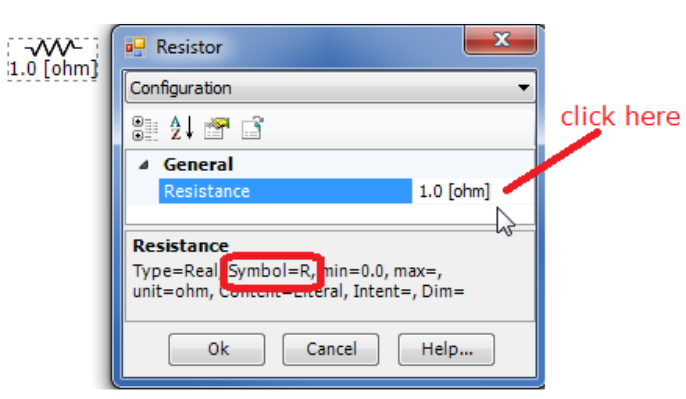 1.0 [ohm]
Resistor
Configuration
click here
General
Resistance 1.0 [ohm]
Resistance
Type=Real, Symbol=R, min=0.0, max=,
unit=ohm, Content=Literal, Intent=, Dim=
Ok Cancel Help...